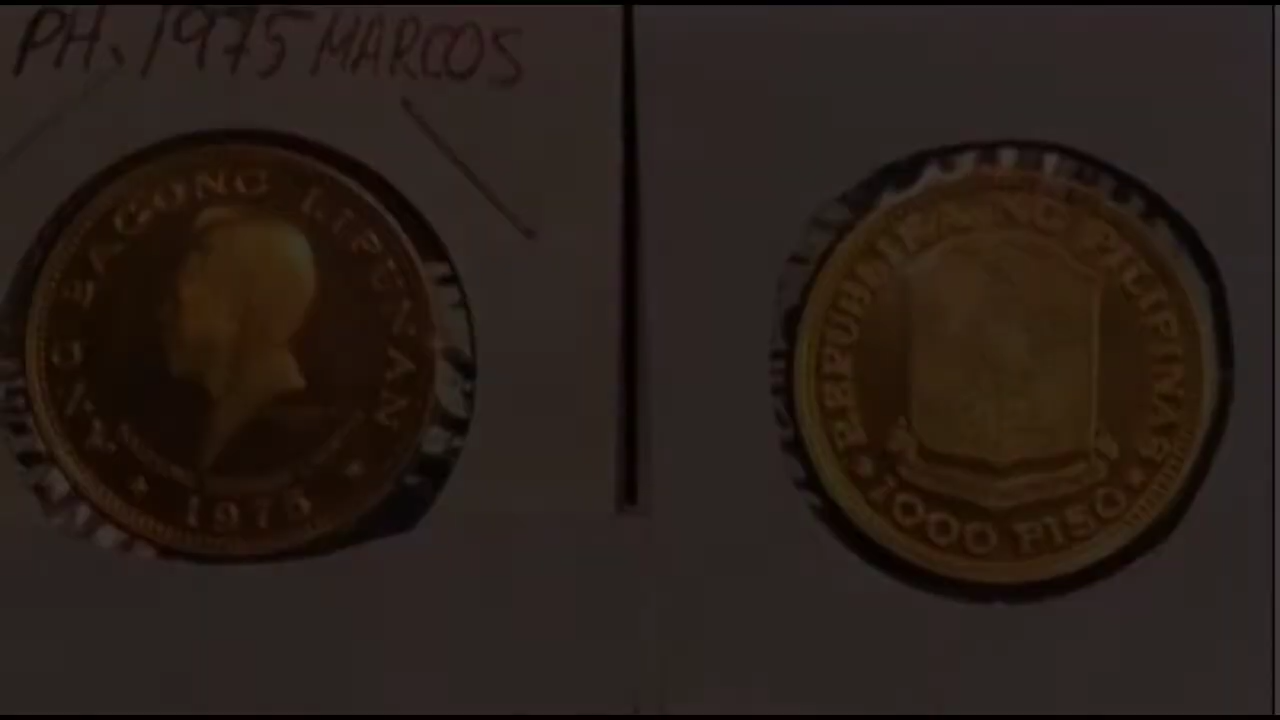 PH. 1975 MARCOS
ANG BAGONG LIPUNAN
1975
REPUBLIKA NG PILIPINAS
1000 PISO